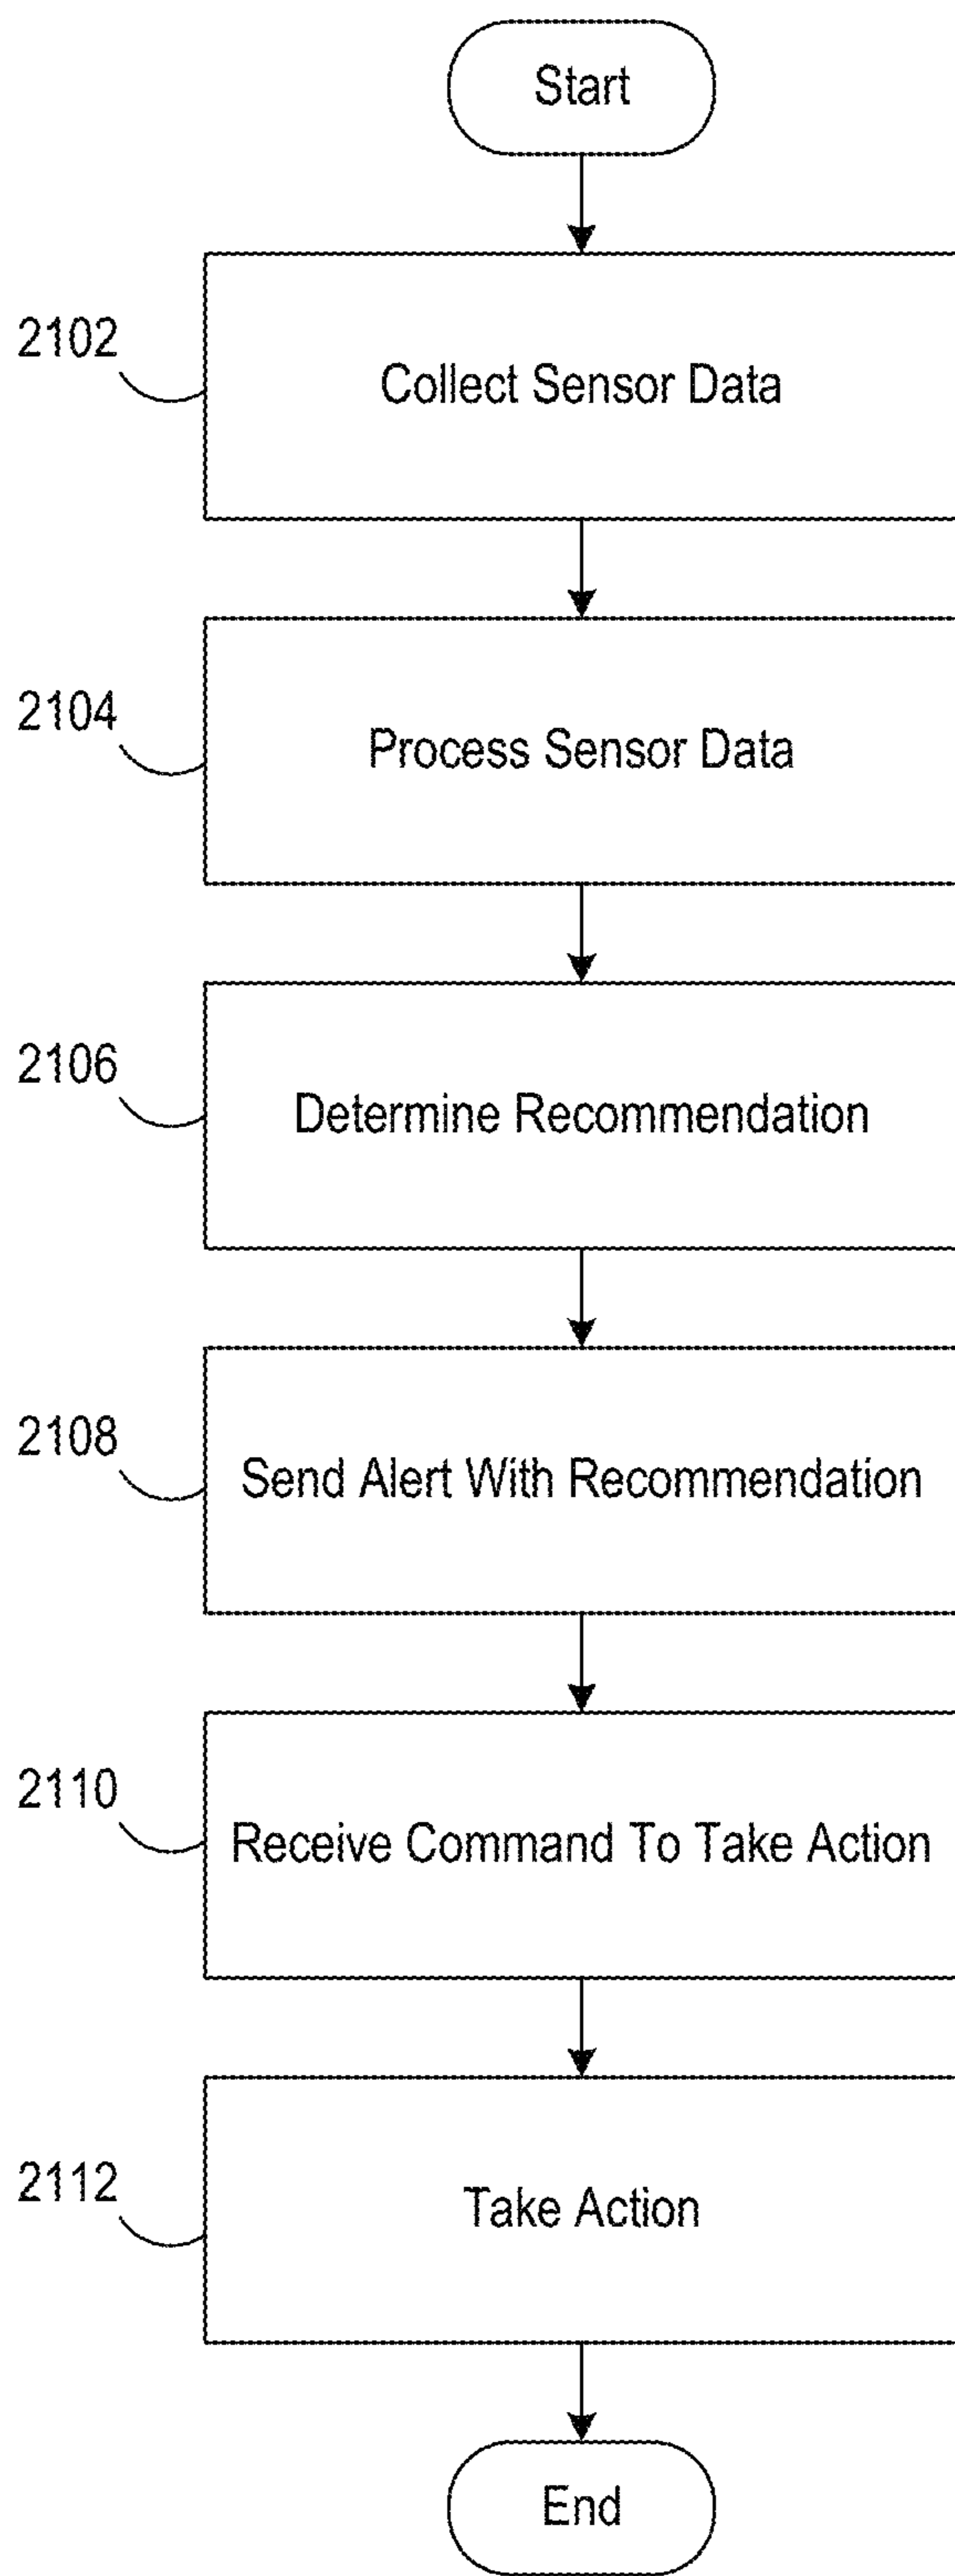 Start
2102
Collect Sensor Data
2104
Process Sensor Data
2106
Determine Recommendation
2108
Send Alert With Recommendation
2110
Receive Command To Take Action
2112
Take Action
End